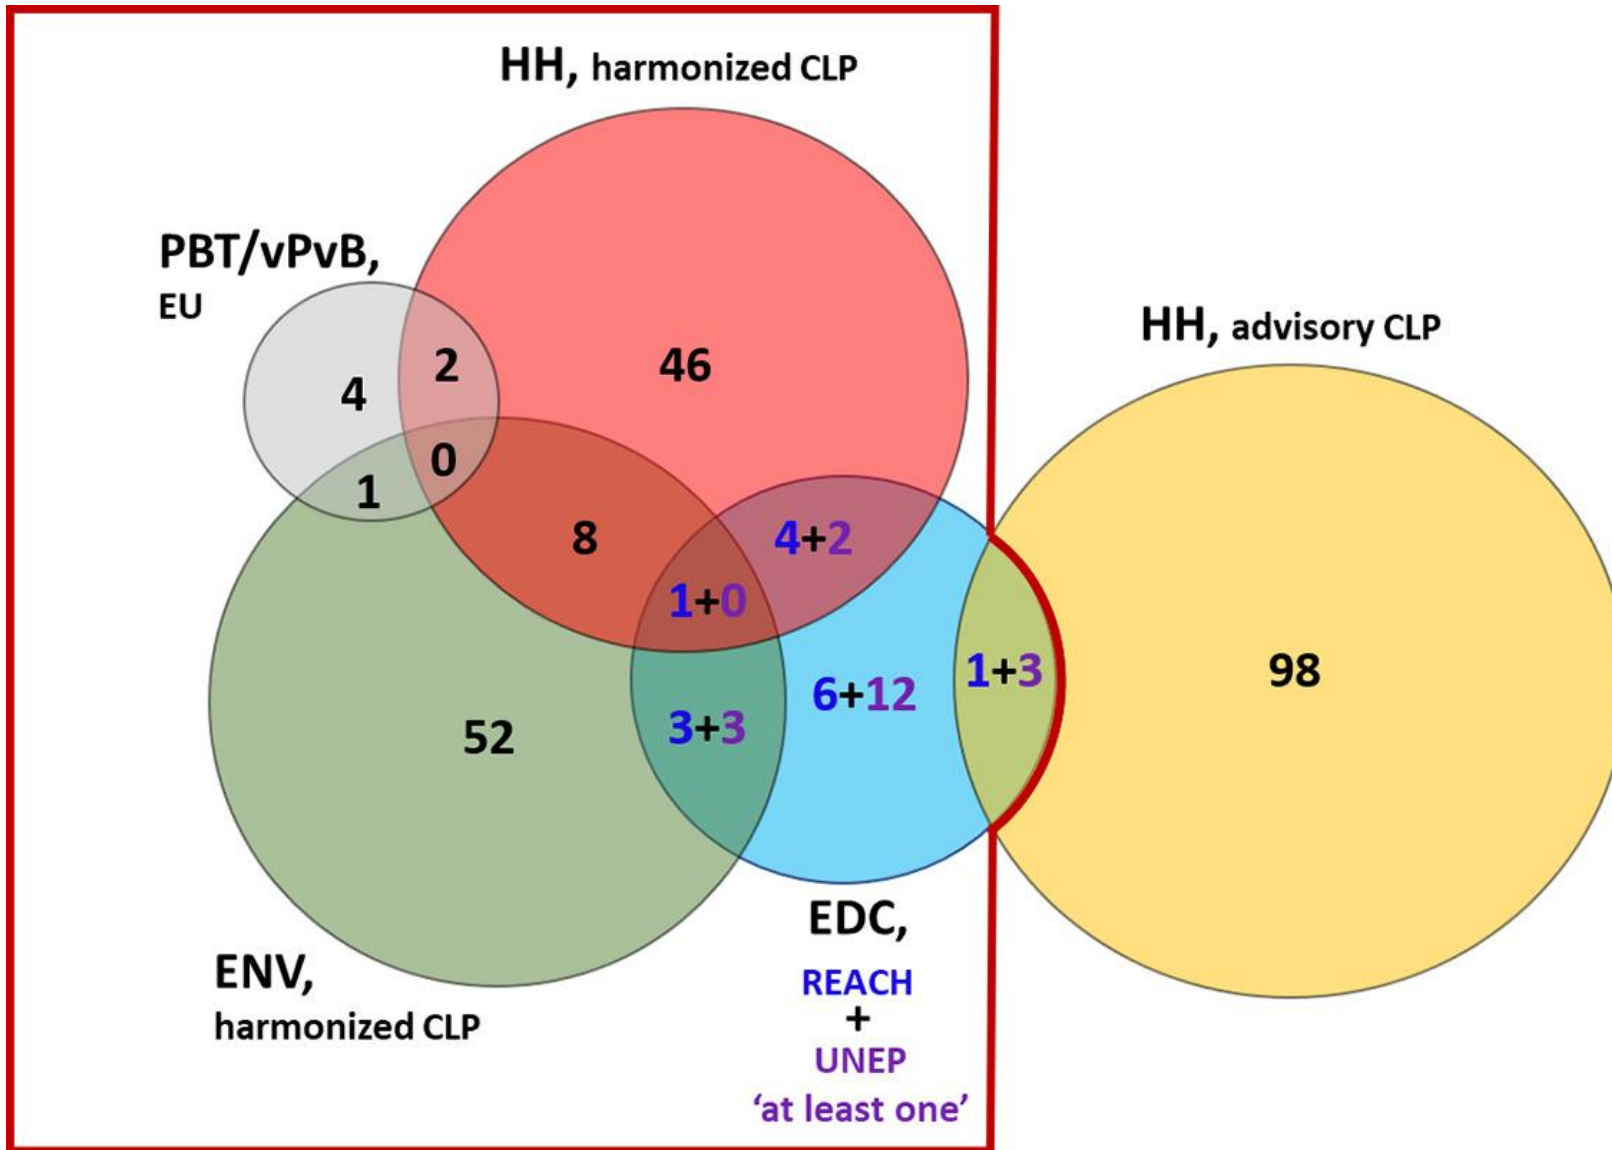 HH, harmonized CLP
PBT/vPvB,
EU
HH, advisory CLP
2
46
4
0
1
8
4+2
1+0
1+3
98
6+12
3+3
52
EDC,
REACH
+
UNEP
'at least one'
ENV,
harmonized CLP